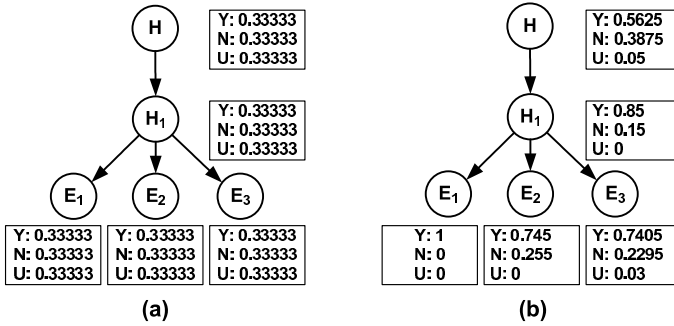 H
Y: 0.33333
N: 0.33333
U: 0.33333
H1
Y: 0.33333
N: 0.33333
U: 0.33333
E1
E2
E3
Y: 0.33333
N: 0.33333
U: 0.33333
Y: 0.33333
N: 0.33333
U: 0.33333
Y: 0.33333
N: 0.33333
U: 0.33333
(a)
H
Y: 0.5625
N: 0.3875
U: 0.05
H1
Y: 0.85
N: 0.15
U: 0
E1
E2
E3
Y: 1
N: 0
U: 0
Y: 0.745
N: 0.255
U: 0
Y: 0.7405
N: 0.2295
U: 0.03
(b)